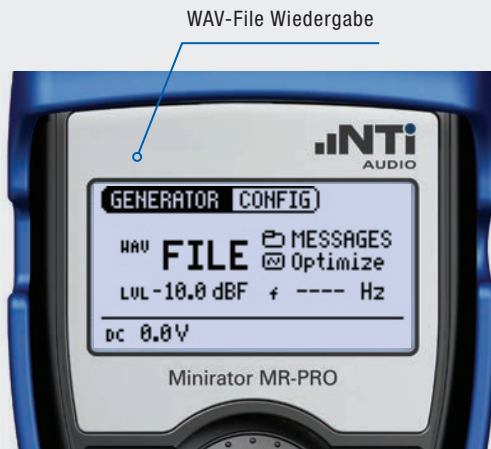 WAV-File Wiedergabe
NTi
AUDIO
GENERATOR CONFIG
WAV FILE MESSAGES
Optimize
LVL-10.0 dBF f ---- Hz
DC 0.0V
Minirator MR-PRO